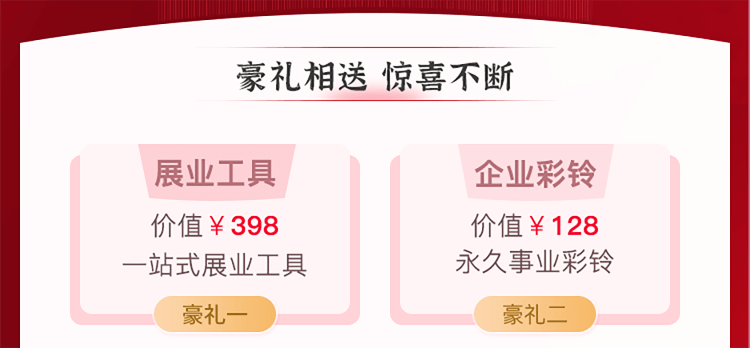 豪礼相送 惊喜不断
展业工具
价值￥398
一站式展业工具
豪礼一
企业彩铃
价值￥128
永久事业彩铃
豪礼二